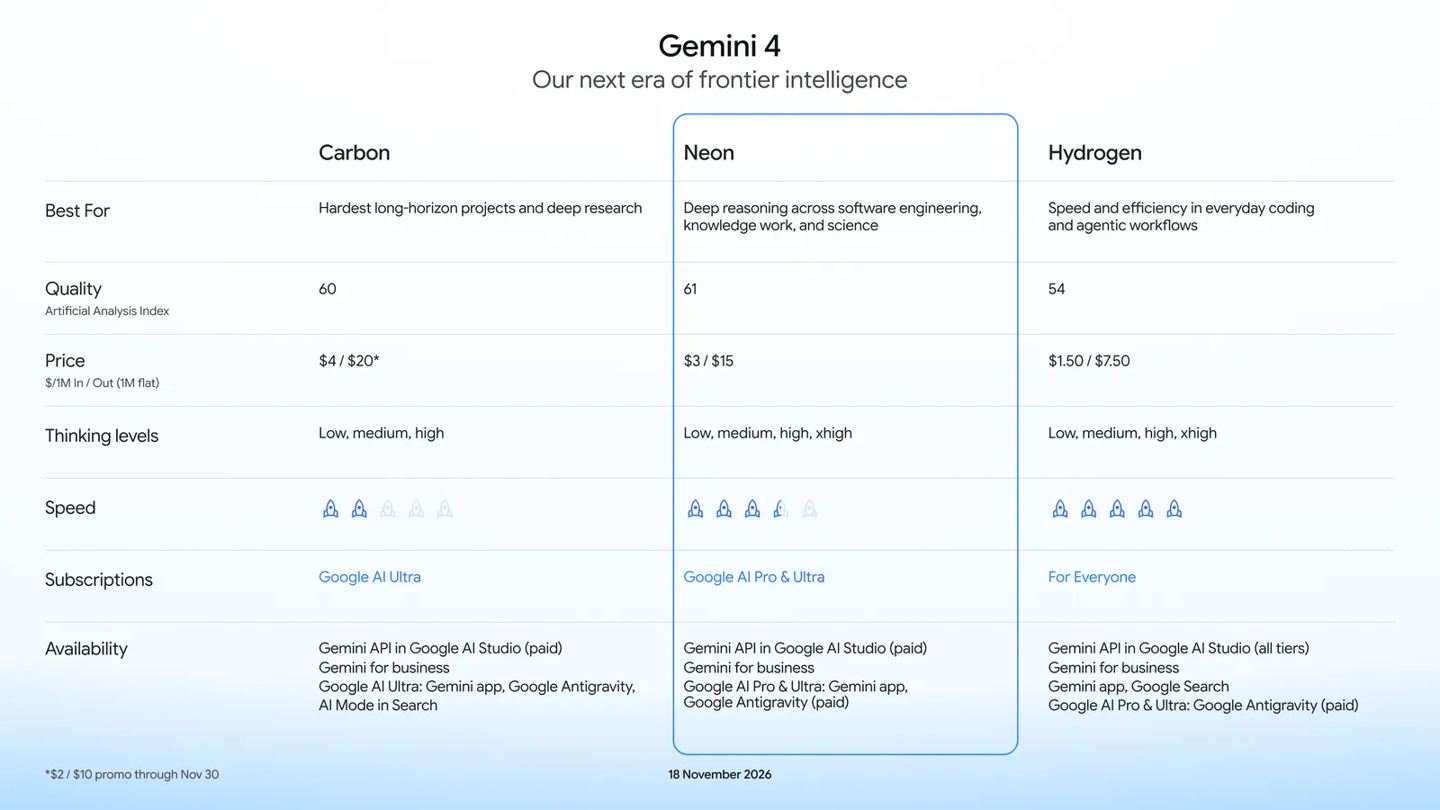 Gemini 4
Our next era of frontier intelligence
Carbon
Neon
Hydrogen
Best For
Hardest long-horizon projects and deep research
Deep reasoning across software engineering,
knowledge work, and science
Speed and efficiency in everyday coding
and agentic workflows
Quality
Artificial Analysis Index
60
61
54
Price
$/1M In / Out (1M flat)
$4 / $20*
$3 / $15
$1.50 / $7.50
Thinking levels
Low, medium, high
Low, medium, high, xhigh
Low, medium, high, xhigh
Speed
Subscriptions
Google AI Ultra
Google AI Pro & Ultra
For Everyone
Availability
Gemini API in Google AI Studio (paid)
Gemini for business
Google AI Ultra: Gemini app, Google Antigravity,
AI Mode in Search
Gemini API in Google AI Studio (paid)
Gemini for business
Google AI Pro & Ultra: Gemini app,
Google Antigravity (paid)
Gemini API in Google AI Studio (all tiers)
Gemini for business
Gemini app, Google Search
Google AI Pro & Ultra: Google Antigravity (paid)
*$2 / $10 promo through Nov 30
18 November 2026